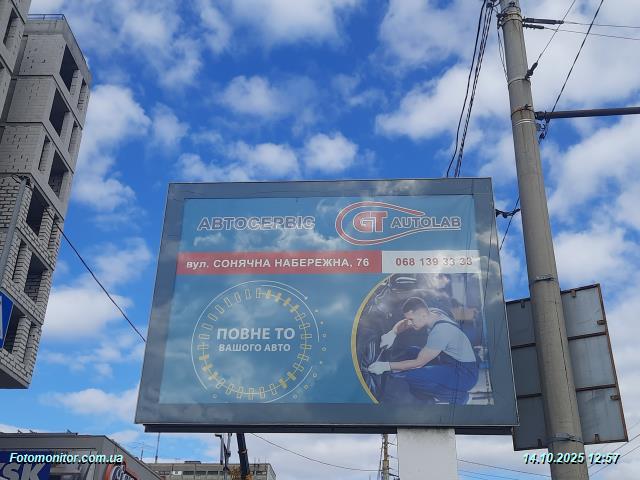 АВТОСЕРВІС
GT AUTOLAB
вул. СОНЯЧНА НАБЕРЕЖНА, 76
068 139 33 33
ПОВНЕ ТО
ВАШОГО АВТО
Fotomonitor.com.ua
14.10.2025 12:57